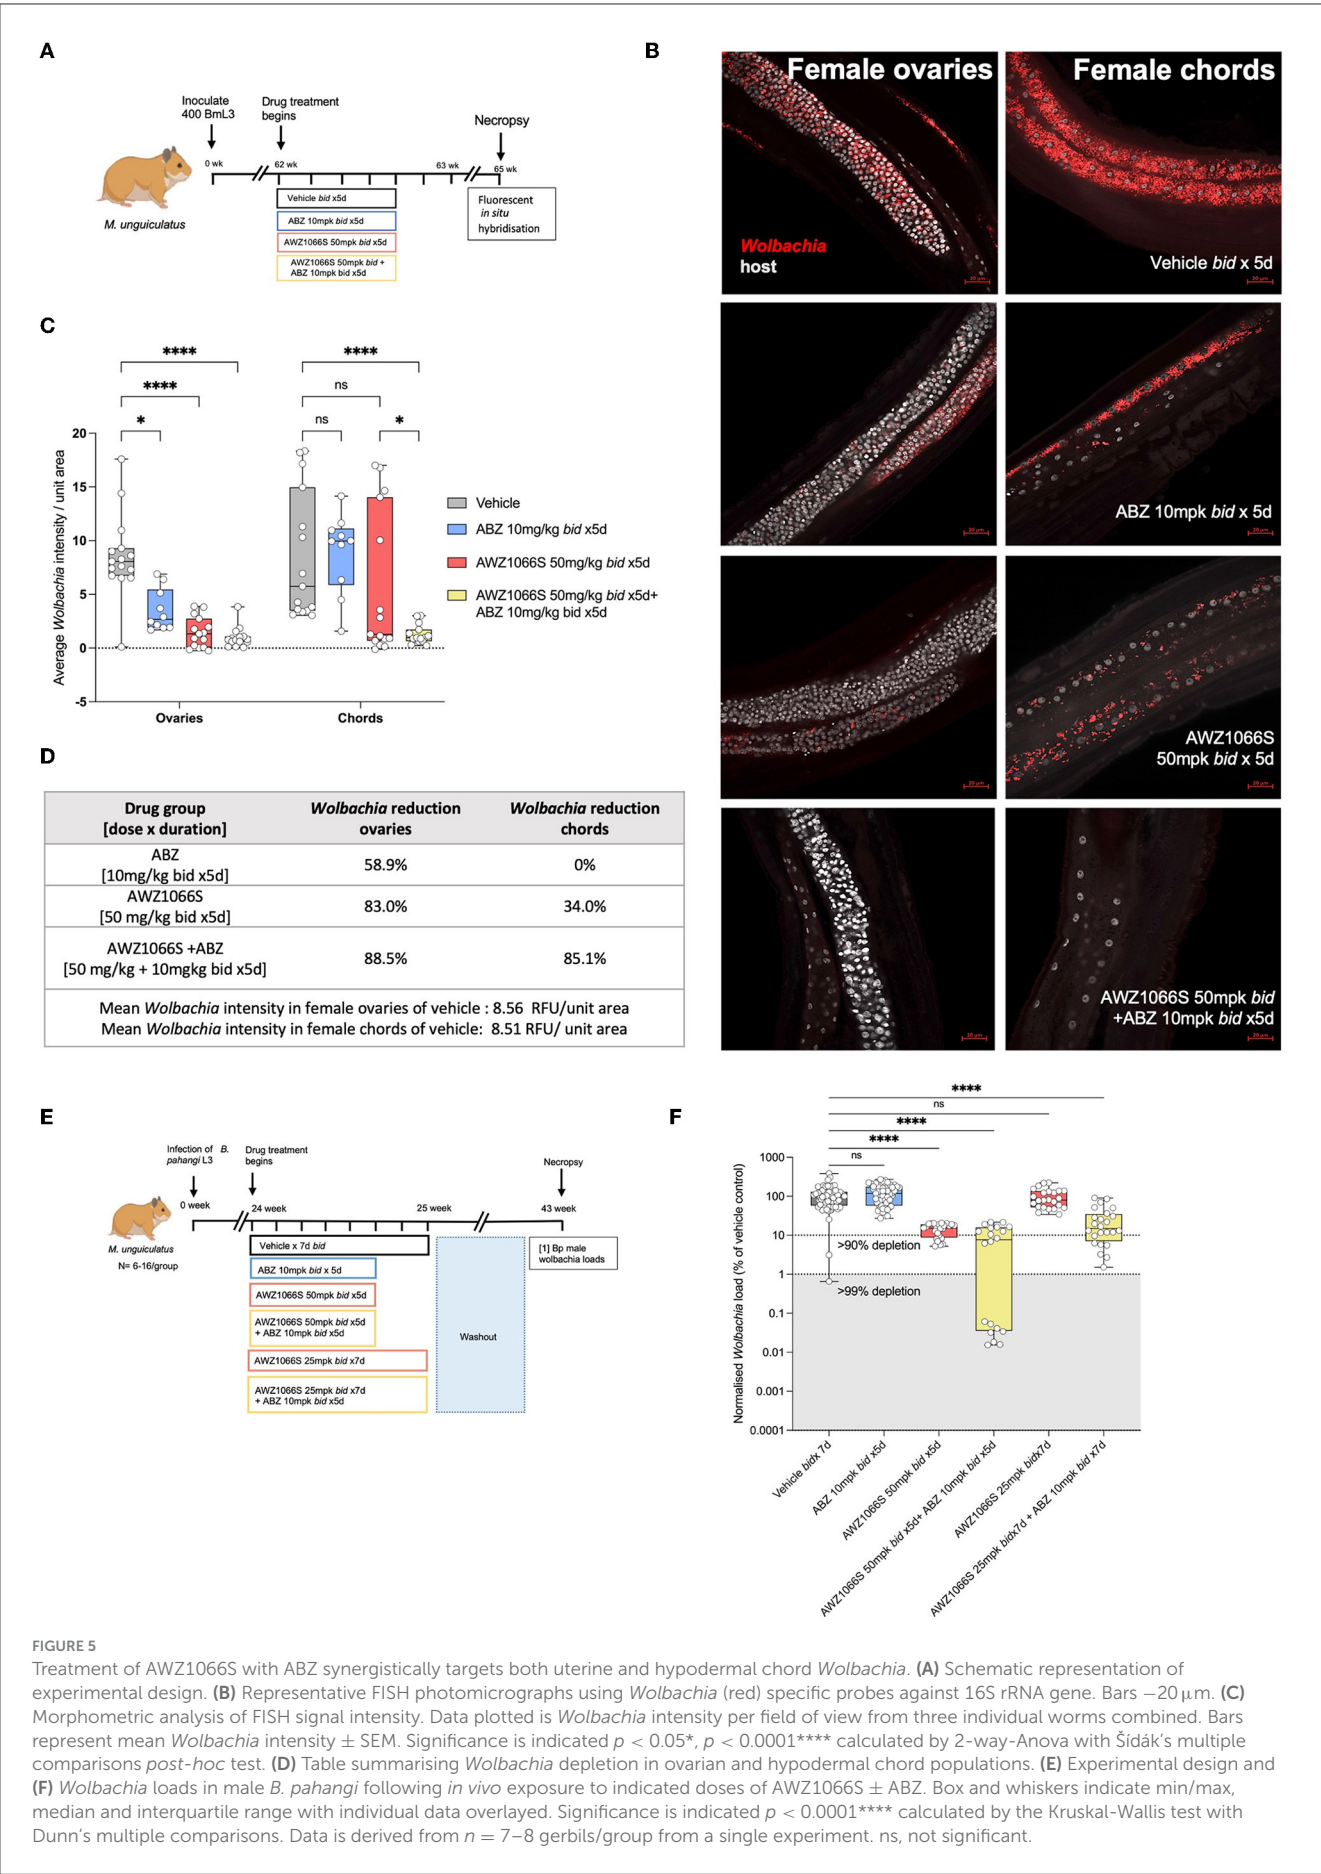 A
Inoculate
400 BmL3
Drug treatment
begins
Necropsy
0 wk
62 wk
63 wk
65 wk
M. unguiculatus
Vehicle bid x5d
ABZ 10mpk bid x5d
AWZ1066S 50mpk bid x5d
AWZ1066S 50mpk bid +
ABZ 10mpk bid x5d
Fluorescent
in situ
hybridisation
B
Female ovaries
Female chords
Wolbachia
host
20 µm
Vehicle bid x 5d
20 µm
20 µm
ABZ 10mpk bid x 5d
20 µm
20 µm
AWZ1066S
50mpk bid x 5d
20 µm
20 µm
AWZ1066S 50mpk bid
+ABZ 10mpk bid x5d
20 µm
C
****
****
*
****
ns
ns
*
Average Wolbachia intensity / unit area
20
15
10
5
0
-5
Ovaries
Chords
Vehicle
ABZ 10mg/kg bid x5d
AWZ1066S 50mg/kg bid x5d
AWZ1066S 50mg/kg bid x5d+
ABZ 10mg/kg bid x5d
D
Drug group
[dose x duration]
Wolbachia reduction
ovaries
Wolbachia reduction
chords
ABZ
[10mg/kg bid x5d]
58.9%
0%
AWZ1066S
[50 mg/kg bid x5d]
83.0%
34.0%
AWZ1066S +ABZ
[50 mg/kg + 10mgkg bid x5d]
88.5%
85.1%
Mean Wolbachia intensity in female ovaries of vehicle : 8.56 RFU/unit area
Mean Wolbachia intensity in female chords of vehicle: 8.51 RFU/ unit area
E
Infection of B.
pahangi L3
Drug treatment
begins
Necropsy
0 week
24 week
25 week
43 week
M. unguiculatus
N= 6-16/group
Vehicle x 7d bid
ABZ 10mpk bid x 5d
AWZ1066S 50mpk bid x5d
AWZ1066S 50mpk bid x5d
+ ABZ 10mpk bid x5d
AWZ1066S 25mpk bid x7d
AWZ1066S 25mpk bid x7d
+ ABZ 10mpk bid x5d
Washout
[1] Bp male
wolbachia loads
F
****
ns
****
****
ns
Normalised Wolbachia load (% of vehicle control)
1000
100
10
1
0.1
0.01
0.001
0.0001
>90% depletion
>99% depletion
Vehicle bidx 7d
ABZ 10mpk bid x5d
AWZ1066S 50mpk bid x5d
AWZ1066S 50mpk bid x5d+ ABZ 10mpk bid x5d
AWZ1066S 25mpk bidx7d
AWZ1066S 25mpk bidx7d + ABZ 10mpk bid x7d
FIGURE 5
Treatment of AWZ1066S with ABZ synergistically targets both uterine and hypodermal chord Wolbachia. (A) Schematic representation of
experimental design. (B) Representative FISH photomicrographs using Wolbachia (red) specific probes against 16S rRNA gene. Bars −20 µm. (C)
Morphometric analysis of FISH signal intensity. Data plotted is Wolbachia intensity per field of view from three individual worms combined. Bars
represent mean Wolbachia intensity ± SEM. Significance is indicated p < 0.05*, p < 0.0001**** calculated by 2-way-Anova with Šídák's multiple
comparisons post-hoc test. (D) Table summarising Wolbachia depletion in ovarian and hypodermal chord populations. (E) Experimental design and
(F) Wolbachia loads in male B. pahangi following in vivo exposure to indicated doses of AWZ1066S ± ABZ. Box and whiskers indicate min/max,
median and interquartile range with individual data overlayed. Significance is indicated p < 0.0001**** calculated by the Kruskal-Wallis test with
Dunn's multiple comparisons. Data is derived from n = 7–8 gerbils/group from a single experiment. ns, not significant.